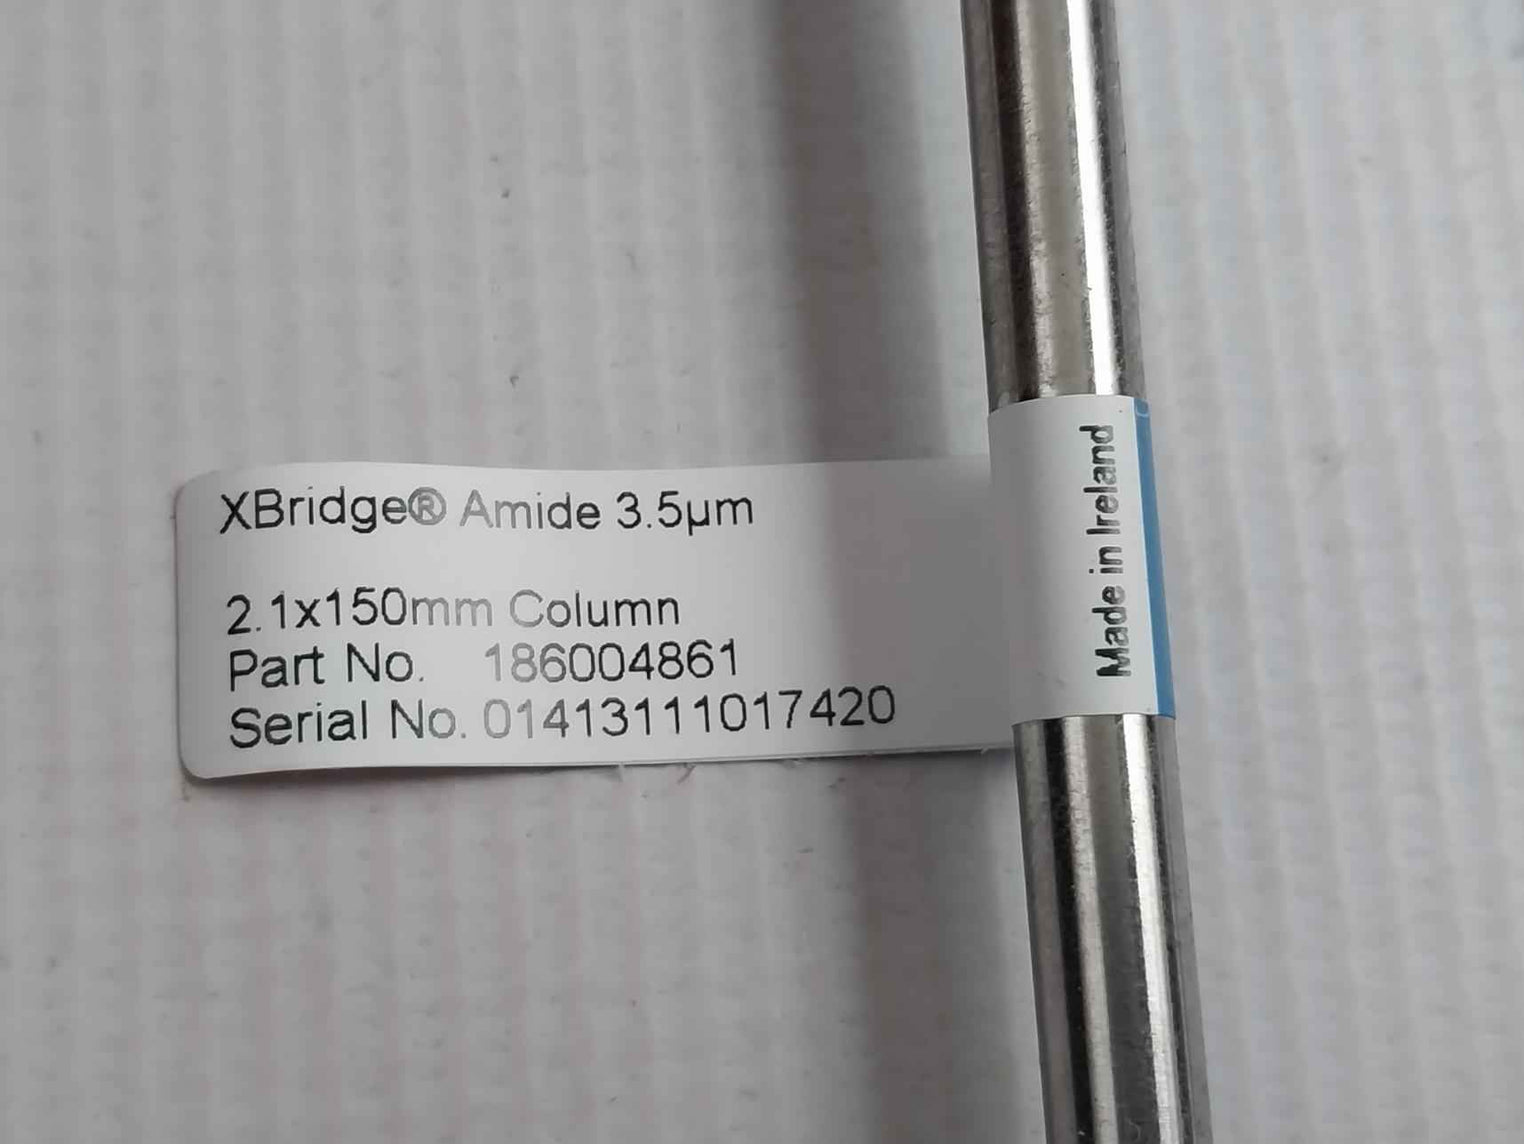 XBridge® Amide 3.5µm
2.1x150mm Column
Part No. 186004861
Serial No. 01413111017420
Made in Ireland